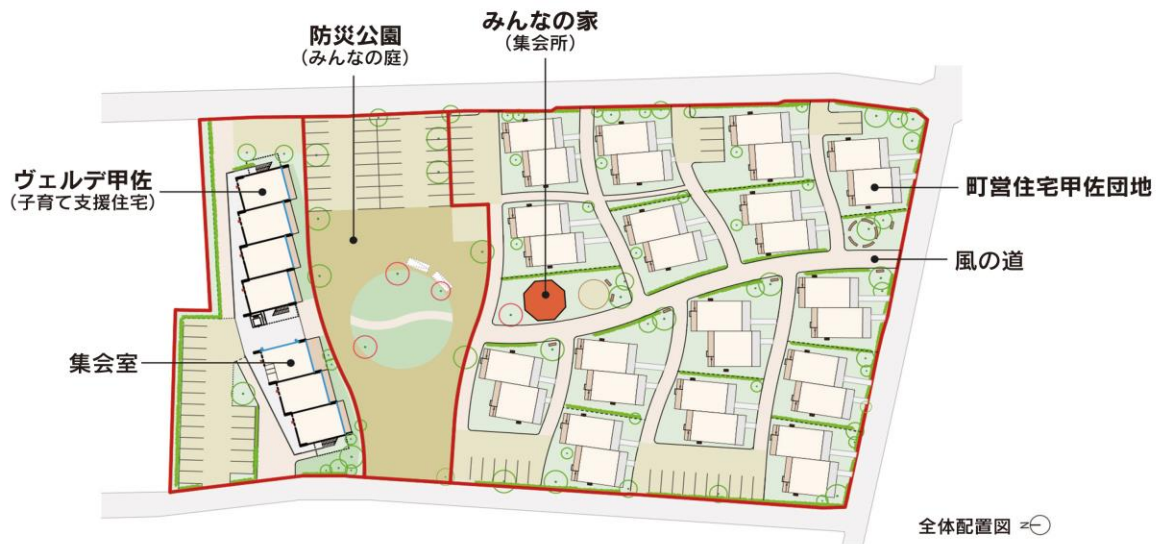 みんなの家
(集会所)
防災公園
(みんなの庭)
ヴェルデ甲佐
(子育て支援住宅)
町営住宅甲佐団地
風の道
集会室
全体配置図
N